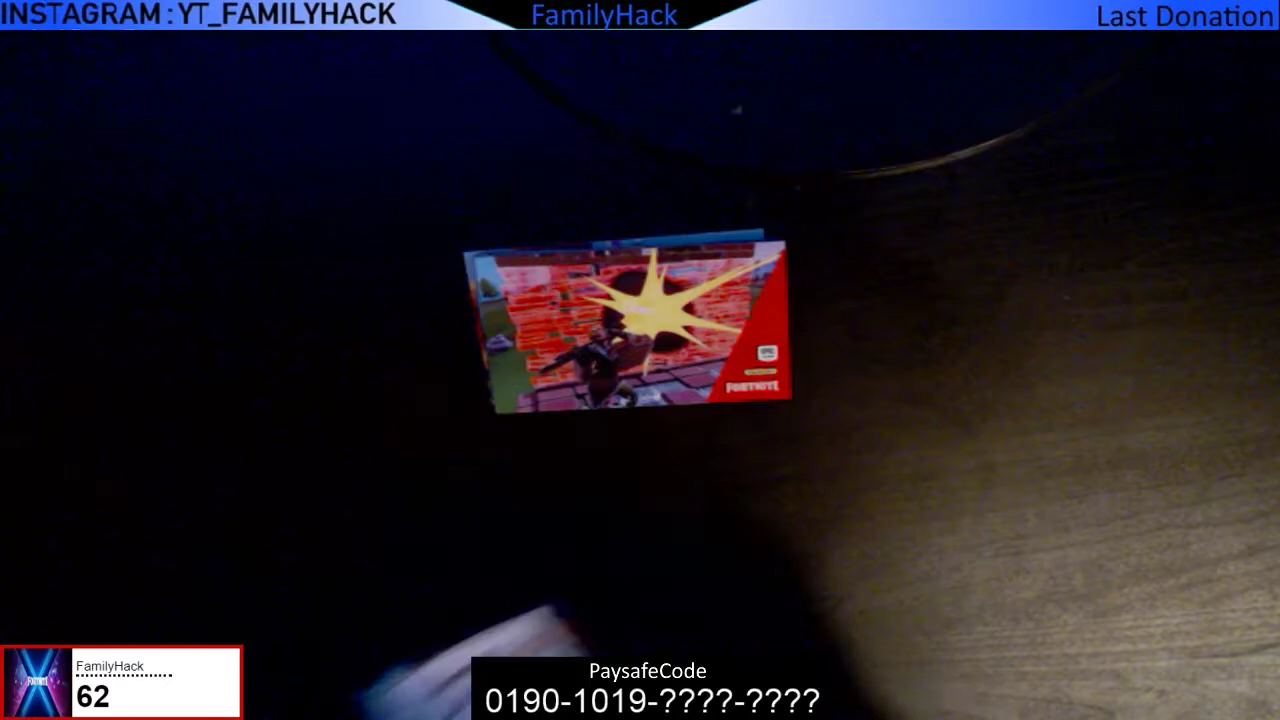 INSTAGRAM : YT_FAMILYHACK
FamilyHack
Last Donation
FORTNITE
FamilyHack
62
PaysafeCode
0190-1019-????-????